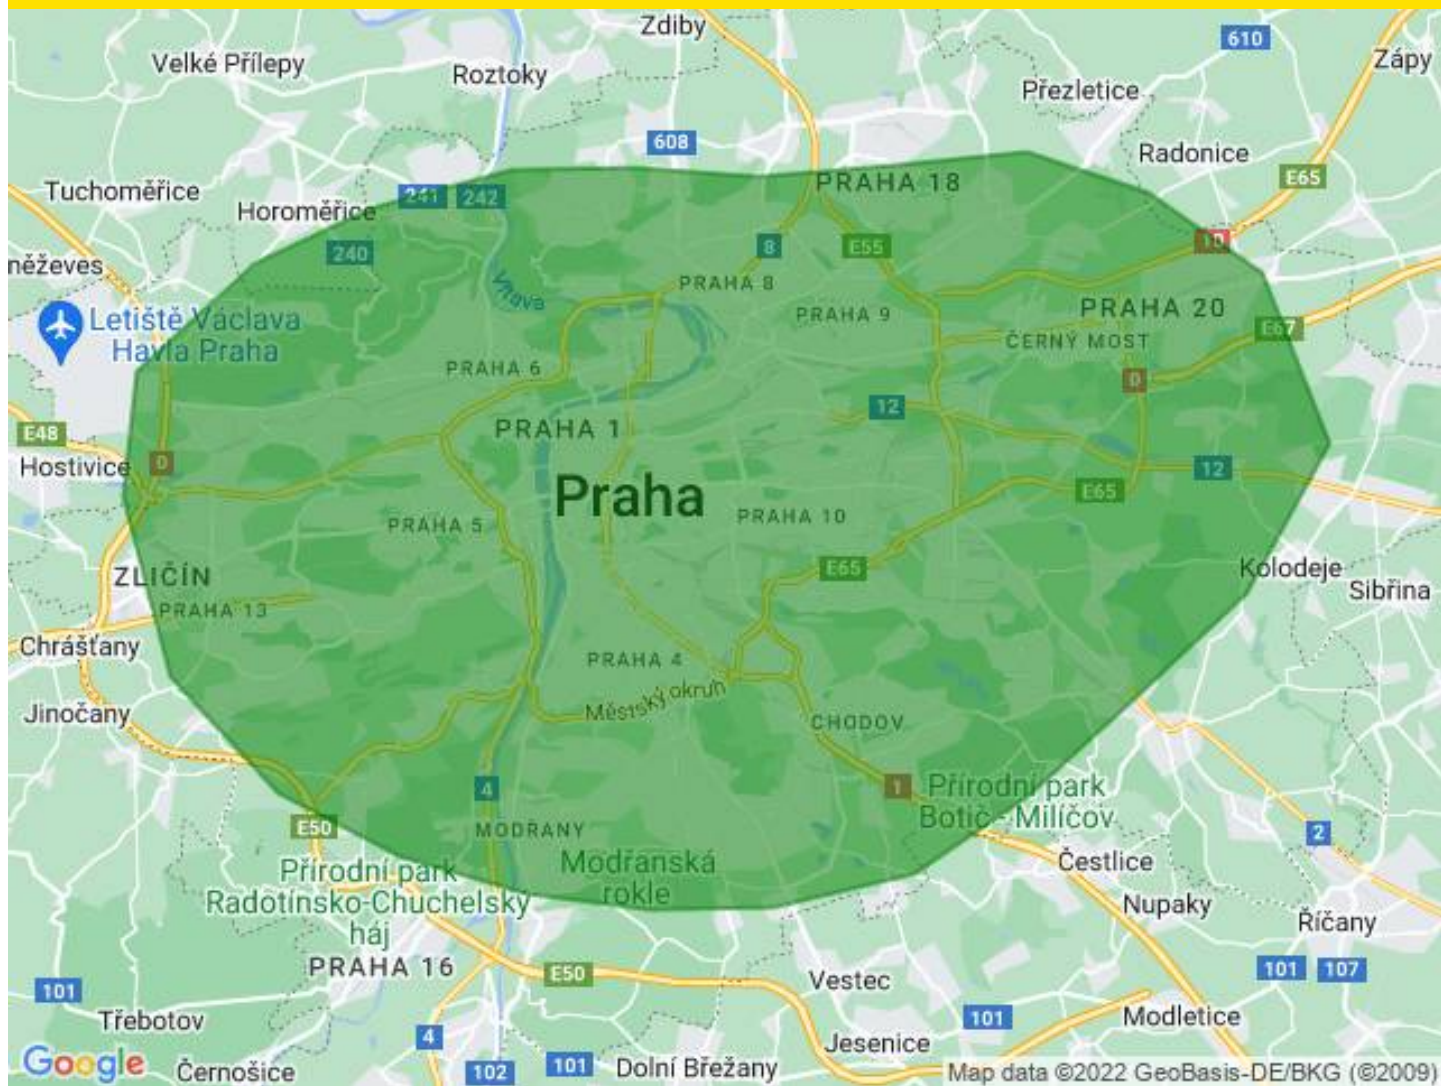 Zdiby
610
Velké Přílepy
Roztoky
Zápy
Přezletice
608
Radonice
Tuchoměřice
241
242
PRAHA 18
E65
Horoměřice
240
8
E55
10
něževes
Vltava
PRAHA 8
Letiště Václava
Havla Praha
PRAHA 9
PRAHA 20
E67
ČERNÝ MOST
PRAHA 6
0
12
E48
PRAHA 1
Hostivice
0
12
Praha
E65
PRAHA 5
PRAHA 10
E65
Kolodeje
ZLIČÍN
Sibřina
PRAHA 13
Chrášťany
PRAHA 4
Městský okruh
Jinočany
CHODOV
4
1
Přírodní park
Botič - Milíčov
E50
MODŘANY
2
Přírodní park
Radotínsko-Chuchelský
háj
Modřanská
rokle
Čestlice
Nupaky
Říčany
PRAHA 16
E50
Vestec
101
107
101
Třebotov
4
101
Modletice
Jesenice
Google
Černošice
102
101
Dolní Břežany
Map data ©2022 GeoBasis-DE/BKG (©2009)